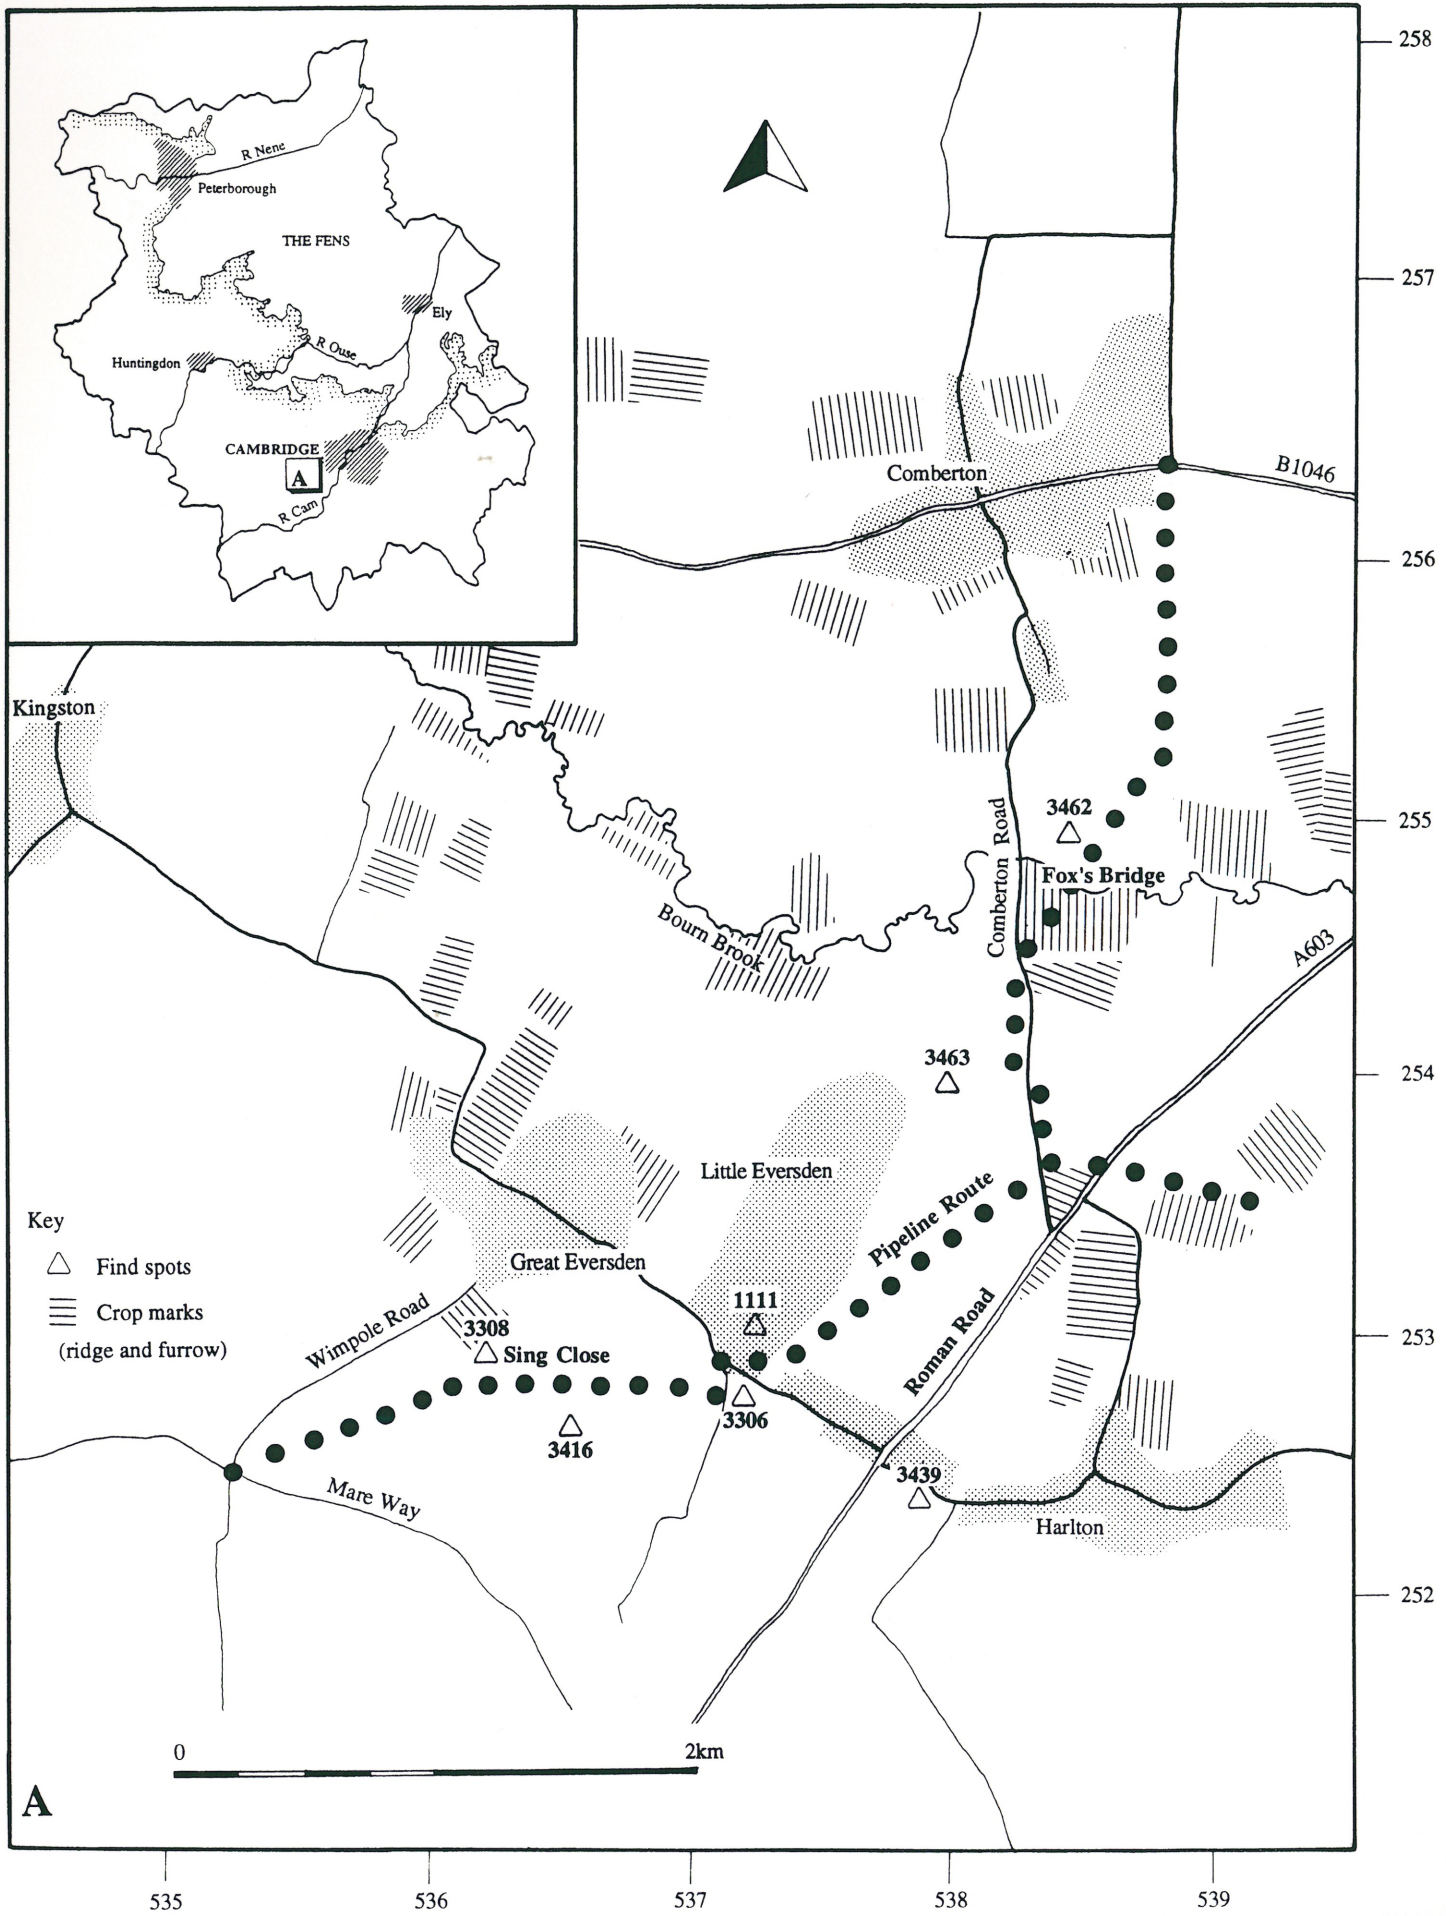 R Nene
Peterborough
THE FENS
Ely
R Ouse
Huntingdon
CAMBRIDGE
A
R Cam
258
257
256
255
254
253
252
Comberton
B1046
Kingston
3462
Comberton Road
Fox's Bridge
Bourn Brook
A603
3463
Little Eversden
Pipeline Route
Key
Find spots
Crop marks
(ridge and furrow)
Great Eversden
Wimpole Road
1111
3308
Sing Close
Roman Road
3306
3416
3439
Mare Way
Harlton
0
2km
A
535
536
537
538
539